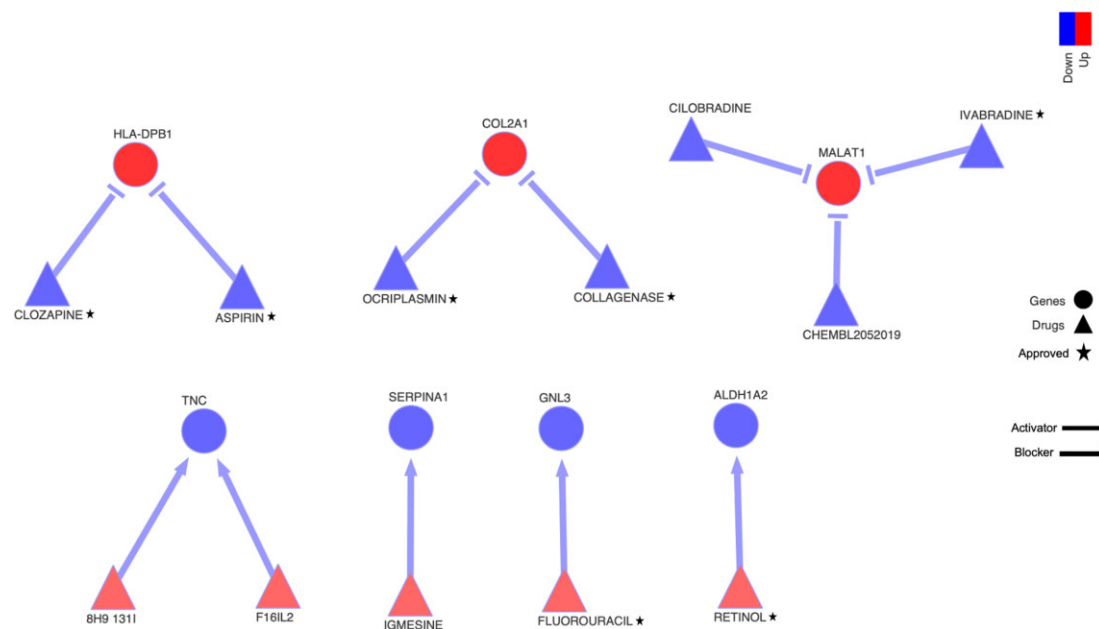 Down
Up
CILOBRADINE
IVABRADINE ★
HLA-DPB1
COL2A1
MALAT1
CLOZAPINE ★
ASPIRIN ★
OCRIPLASMIN ★
COLLAGENASE ★
CHEMBL2052019
Genes
Drugs
Approved ★
TNC
SERPINA1
GNL3
ALDH1A2
Activator
Blocker
8H9 131I
F16IL2
IGMESINE
FLUOROURACIL ★
RETINOL ★